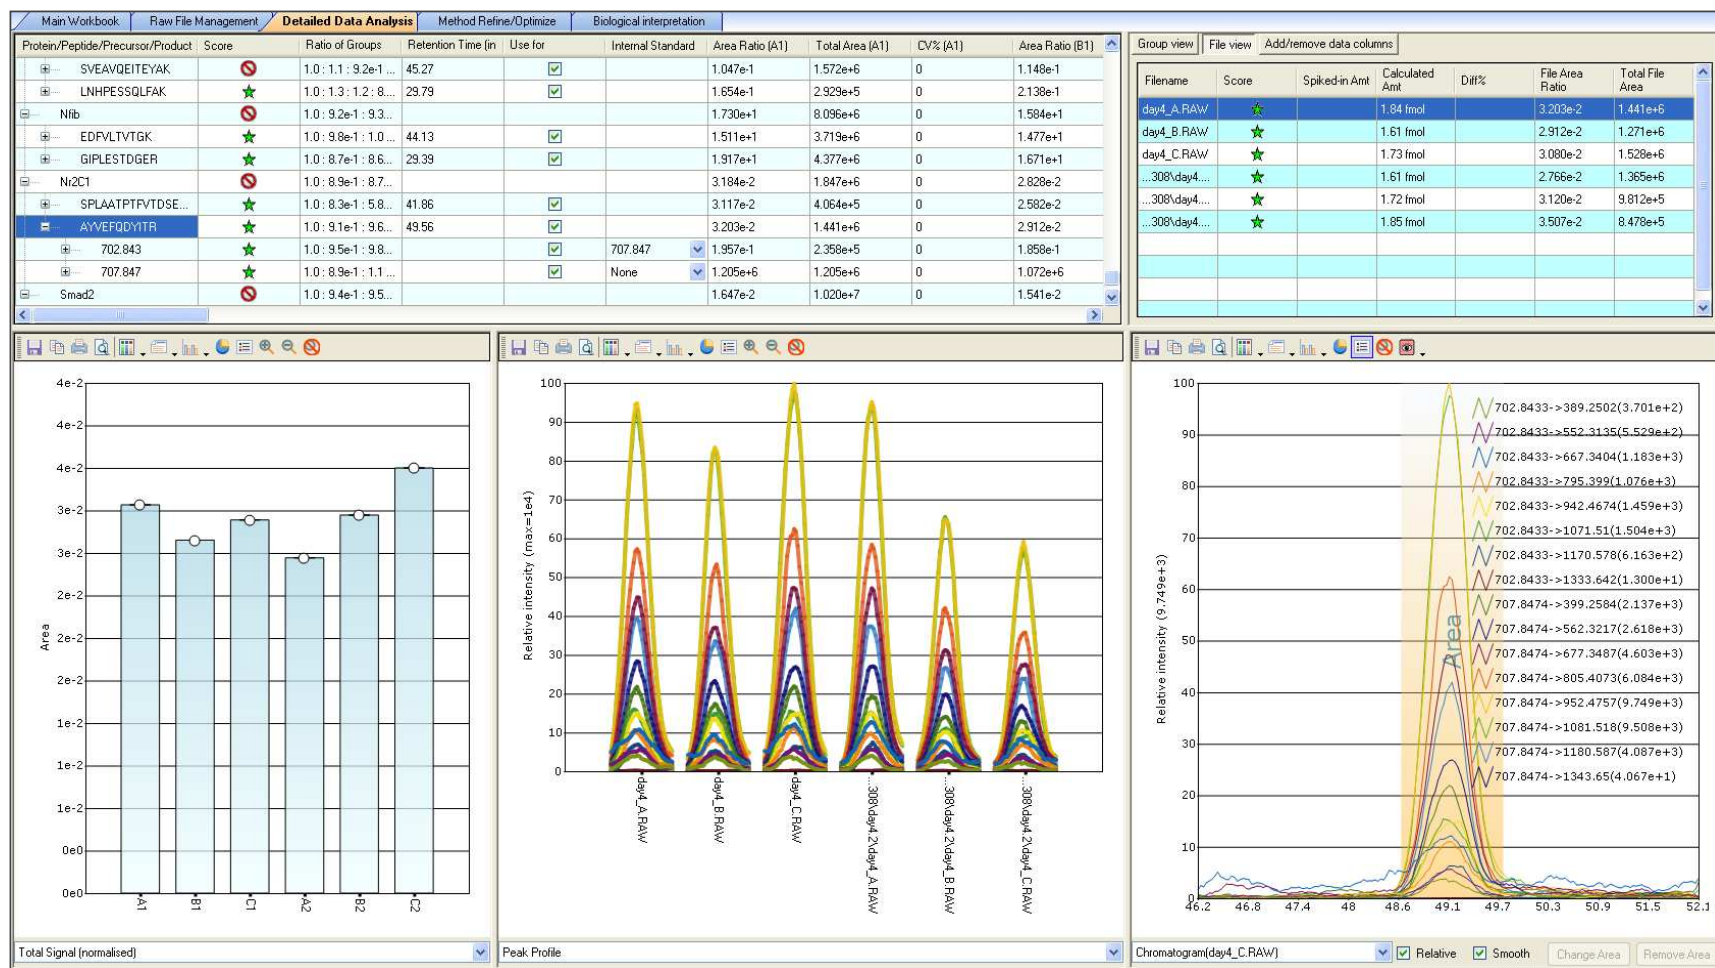 Main Workbook Raw File Management Detailed Data Analysis Method Refine/Optimize Biological interpretation
Protein/Peptide/Precursor/Product Score Ratio of Groups Retention Time (in Use for Internal Standard Area Ratio (A1) Total Area (A1) CV% (A1) Area Ratio (B1)
SVEAVQEITEYAK 1.0 : 1.1 : 9.2e-1 ... 45.27 1.047e-1 1.572e+6 0 1.148e-1
LNHPESSQLFAK 1.0 : 1.3 : 1.2 : 8.... 29.79 1.654e-1 2.929e+5 0 2.138e-1
Nfib 1.0 : 9.2e-1 : 9.3... 1.730e+1 8.096e+6 0 1.584e+1
EDFVLTVTGK 1.0 : 9.8e-1 : 1.0 ... 44.13 1.511e+1 3.719e+6 0 1.477e+1
GIPLESTDGER 1.0 : 8.7e-1 : 8.6... 29.39 1.917e+1 4.377e+6 0 1.671e+1
Nr2C1 1.0 : 8.9e-1 : 8.7... 3.184e-2 1.847e+6 0 2.828e-2
SPLAATPTFVTDSE... 1.0 : 8.3e-1 : 5.8... 41.86 3.117e-2 4.064e+5 0 2.582e-2
AYVEFQDYITR 1.0 : 9.1e-1 : 9.6... 49.56 3.203e-2 1.441e+6 0 2.912e-2
702.843 1.0 : 9.5e-1 : 9.8... 707.847 1.957e-1 2.358e+5 0 1.858e-1
707.847 1.0 : 8.9e-1 : 1.1 ... None 1.205e+6 1.205e+6 0 1.072e+6
Smad2 1.0 : 9.4e-1 : 9.5... 1.647e-2 1.020e+7 0 1.541e-2
Group view File view Add/remove data columns
Filename Score Spiked-in Amt Calculated Amt Diff% File Area Ratio Total File Area
day4_A.RAW 1.84 fmol 3.203e-2 1.441e+6
day4_B.RAW 1.61 fmol 2.912e-2 1.271e+6
day4_C.RAW 1.73 fmol 3.080e-2 1.528e+6
...308\day4.... 1.61 fmol 2.766e-2 1.365e+6
...308\day4.... 1.72 fmol 3.120e-2 9.812e+5
...308\day4.... 1.85 fmol 3.507e-2 8.478e+5
4e-2
4e-2
4e-2
3e-2
3e-2
2e-2
2e-2
2e-2
1e-2
1e-2
1e-2
0e0
0e0
Area
A1 B1 C1 A2 B2 C2
Total Signal (normalised)
100
90
80
70
60
50
40
30
20
10
0
Relative intensity (max=1e4)
day4_A.RAW
day4_B.RAW
day4_C.RAW
...308\day4.2\day4_A.RAW
...308\day4.2\day4_B.RAW
...308\day4.2\day4_C.RAW
Peak Profile
100
90
80
70
60
50
40
30
20
10
0
Relative intensity (9.749e+3)
Area
702.8433->389.2502(3.701e+2)
702.8433->552.3135(5.529e+2)
702.8433->667.3404(1.183e+3)
702.8433->795.399(1.076e+3)
702.8433->942.4674(1.459e+3)
702.8433->1071.51(1.504e+3)
702.8433->1170.578(6.163e+2)
702.8433->1333.642(1.300e+1)
707.8474->399.2584(2.137e+3)
707.8474->562.3217(2.618e+3)
707.8474->677.3487(4.603e+3)
707.8474->805.4073(6.084e+3)
707.8474->952.4757(9.749e+3)
707.8474->1081.518(9.508e+3)
707.8474->1180.587(4.087e+3)
707.8474->1343.65(4.067e+1)
46.2 46.8 47.4 48 48.6 49.1 49.7 50.3 50.9 51.5 52.1
Chromatogram(day4_C.RAW) Relative Smooth Change Area Remove Area